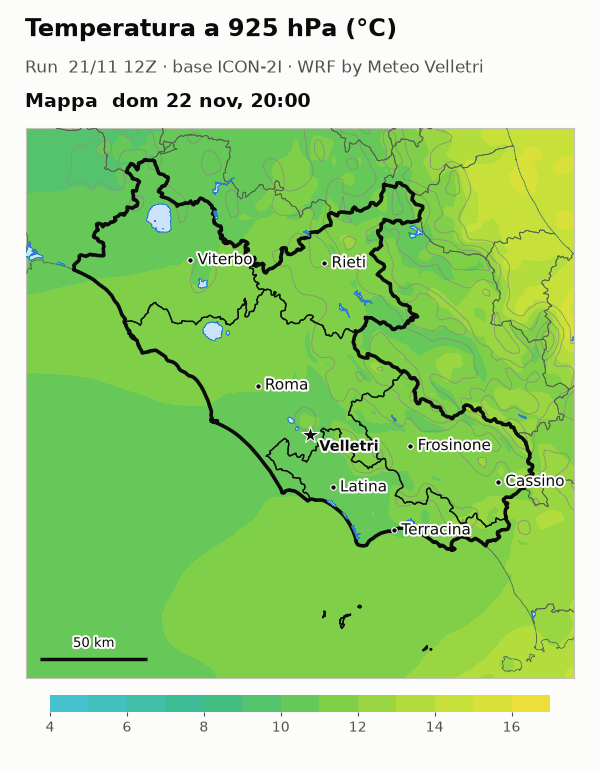 Temperatura a 925 hPa (°C)
Run  21/11 12Z · base ICON-2I · WRF by Meteo Velletri
Mappa  dom 22 nov, 20:00
Viterbo
Rieti
Roma
Velletri
Frosinone
Latina
Cassino
Terracina
50 km
4 6 8 10 12 14 16